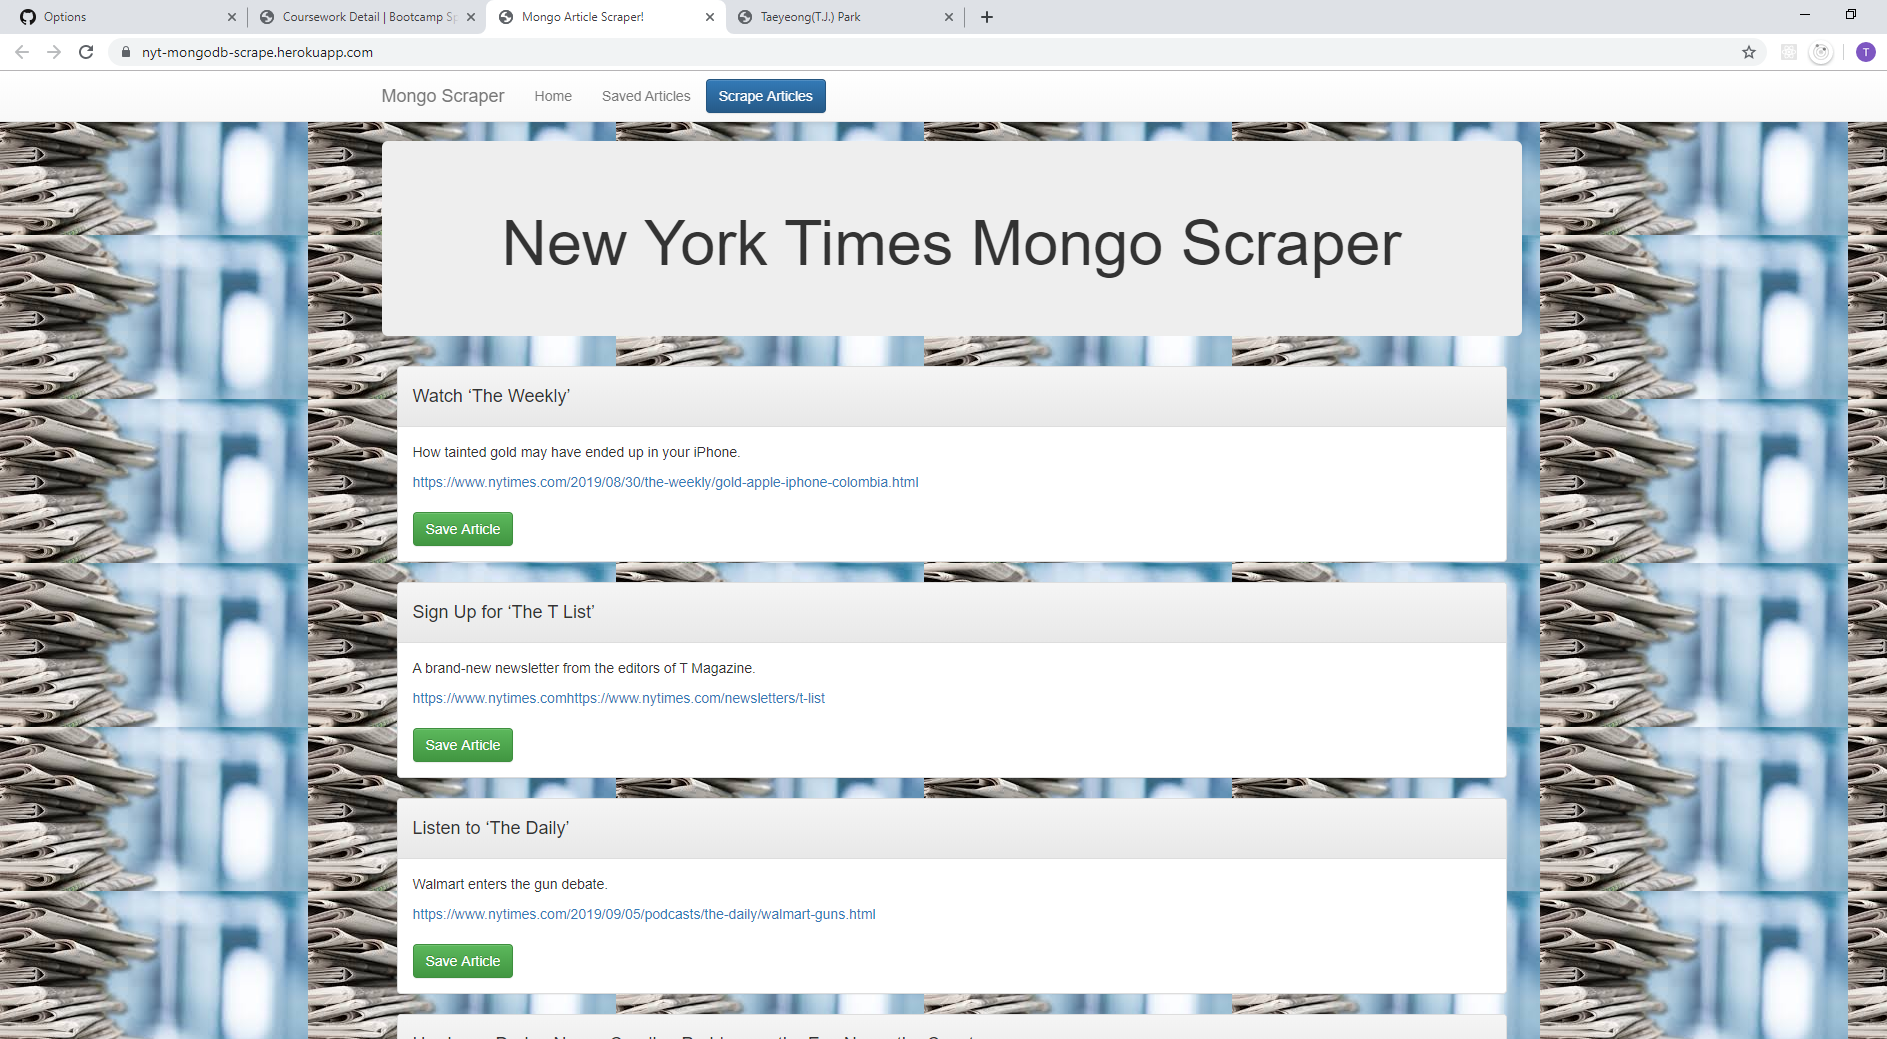 Options
Coursework Detail | Bootcamp Sp
Mongo Article Scraper!
Taeyeong(T.J.) Park
nyt-mongodb-scrape.herokuapp.com
T
Mongo Scraper
Home
Saved Articles
Scrape Articles
New York Times Mongo Scraper
Watch ‘The Weekly’
How tainted gold may have ended up in your iPhone.
https://www.nytimes.com/2019/08/30/the-weekly/gold-apple-iphone-colombia.html
Save Article
Sign Up for ‘The T List’
A brand-new newsletter from the editors of T Magazine.
https://www.nytimes.comhttps://www.nytimes.com/newsletters/t-list
Save Article
Listen to ‘The Daily’
Walmart enters the gun debate.
https://www.nytimes.com/2019/09/05/podcasts/the-daily/walmart-guns.html
Save Article